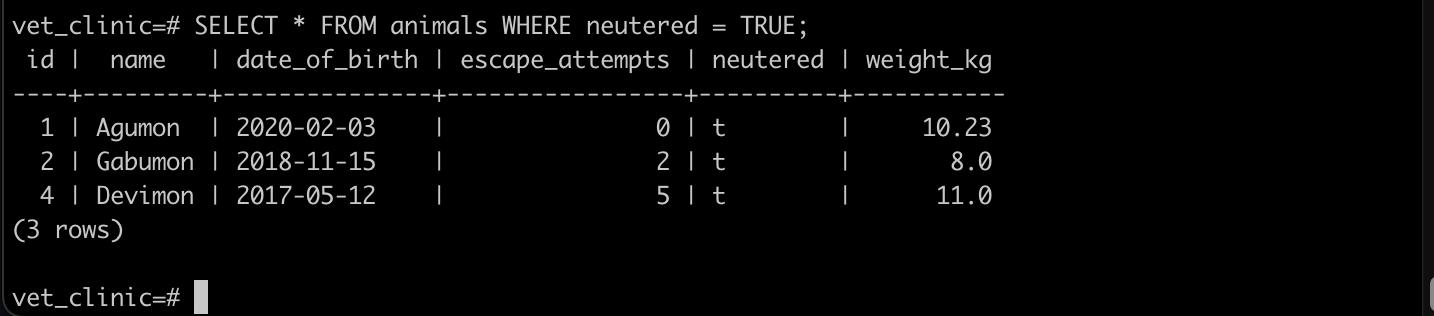 vet_clinic=# SELECT * FROM animals WHERE neutered = TRUE;
 id |  name   | date_of_birth | escape_attempts | neutered | weight_kg
----+---------+---------------+-----------------+----------+-----------
  1 | Agumon  | 2020-02-03    |               0 | t        |     10.23
  2 | Gabumon | 2018-11-15    |               2 | t        |       8.0
  4 | Devimon | 2017-05-12    |               5 | t        |      11.0
(3 rows)
vet_clinic=#